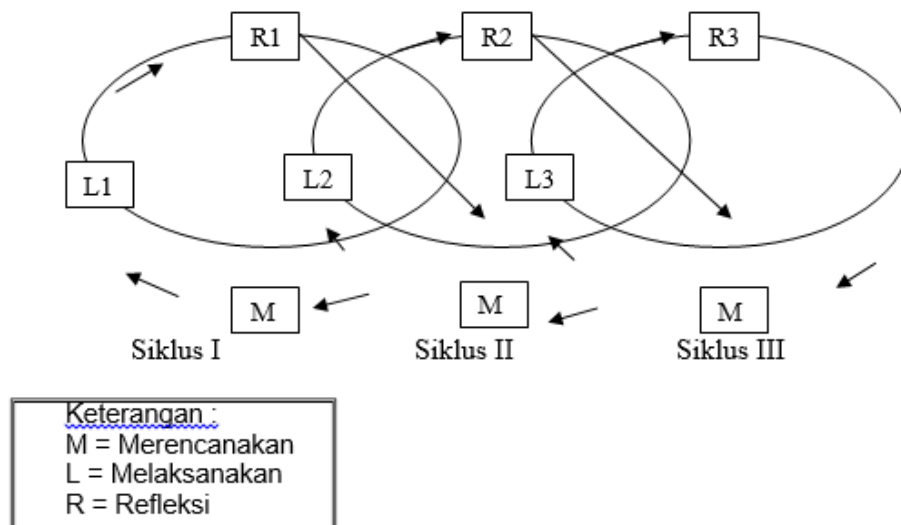 R1
R2
R3
L1
L2
L3
M
M
M
Siklus I
Siklus II
Siklus III
Keterangan :
M = Merencanakan
L = Melaksanakan
R = Refleksi